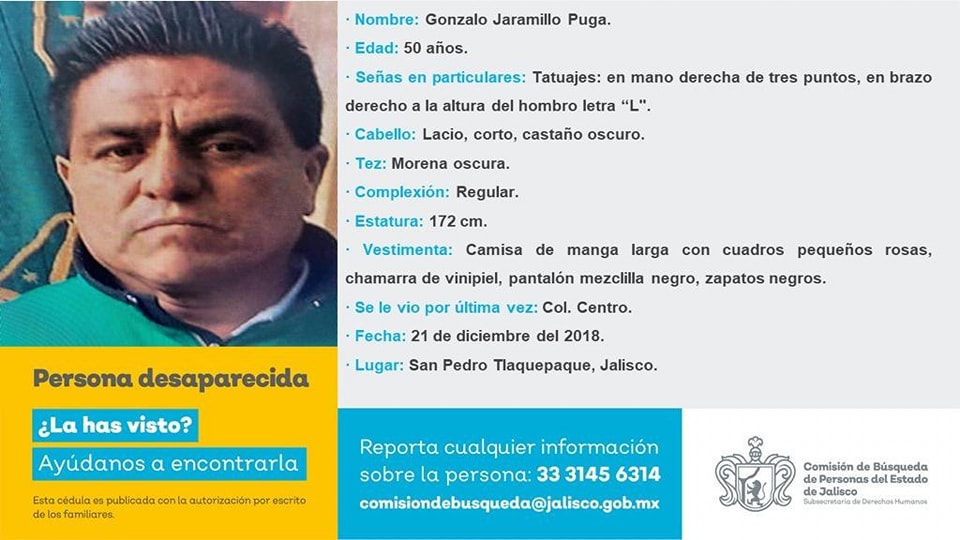 · Nombre: Gonzalo Jaramillo Puga.
· Edad: 50 años.
· Señas en particulares: Tatuajes: en mano derecha de tres puntos, en brazo
derecho a la altura del hombro letra “L".
· Cabello: Lacio, corto, castaño oscuro.
· Tez: Morena oscura.
· Complexión: Regular.
· Estatura: 172 cm.
· Vestimenta: Camisa de manga larga con cuadros pequeños rosas,
chamarra de vinipiel, pantalón mezclilla negro, zapatos negros.
· Se le vio por última vez: Col. Centro.
· Fecha: 21 de diciembre del 2018.
· Lugar: San Pedro Tlaquepaque, Jalisco.
Persona desaparecida
¿La has visto?
Ayúdanos a encontrarla
Esta cédula es publicada con la autorización por escrito
de los familiares.
Reporta cualquier información
sobre la persona: 33 3145 6314
comisiondebusqueda@jalisco.gob.mx
Comisión de Búsqueda
de Personas del Estado
de Jalisco
Subsecretaría de Derechos Humanos